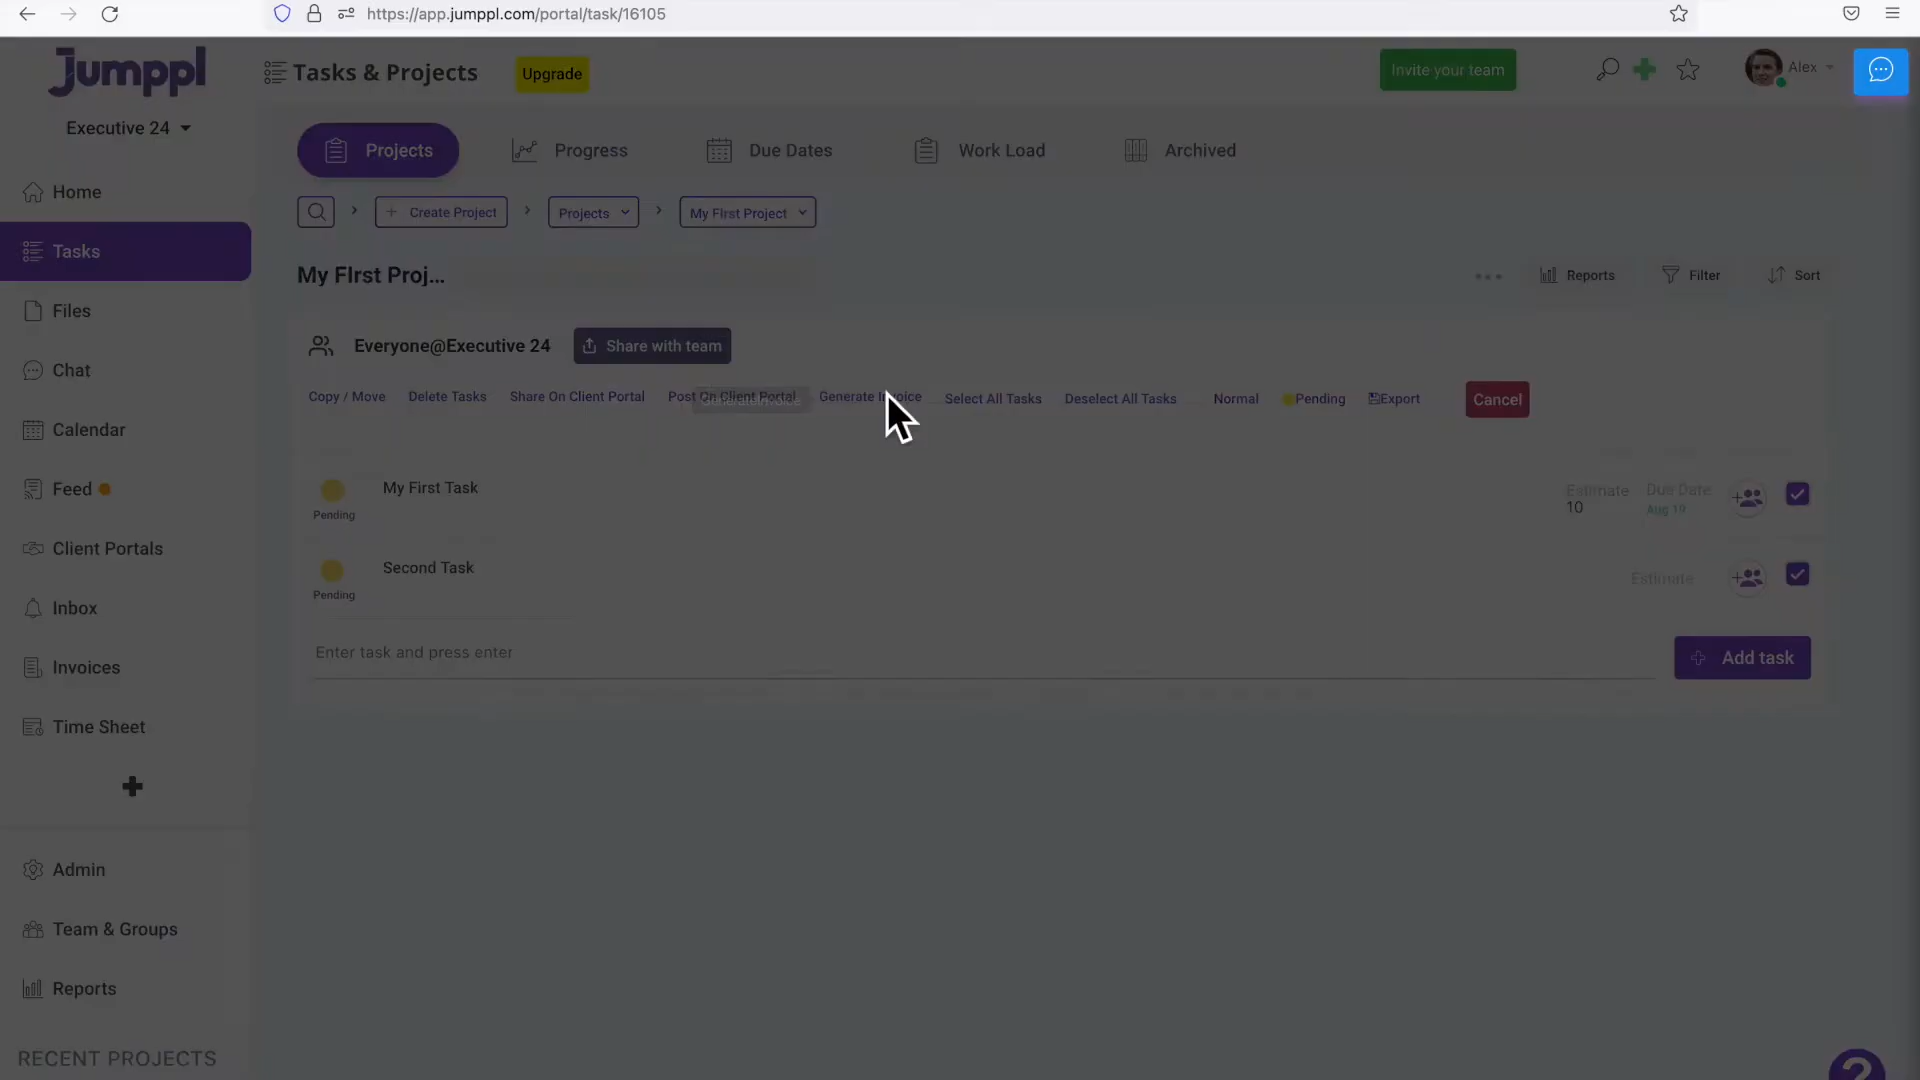 https://app.jumppl.com/portal/task/16105
Jumppl
Tasks & Projects
Upgrade
Invite your team
Alex
Executive 24
Projects
Progress
Due Dates
Work Load
Archived
Home
Create Project
Projects
My FIrst Project
Tasks
My FIrst Proj...
Reports
Filter
Sort
Files
Everyone@Executive 24
Share with team
Chat
Copy / Move
Delete Tasks
Share On Client Portal
Post On Client Portal
Generate Invoice
Select All Tasks
Deselect All Tasks
Normal
Pending
Export
Cancel
Calendar
Feed
My First Task
Pending
Estimate
10
Due Date
Aug 19
Client Portals
Second Task
Pending
Estimate
Inbox
Enter task and press enter
Add task
Invoices
Time Sheet
Admin
Team & Groups
Reports
RECENT PROJECTS
?